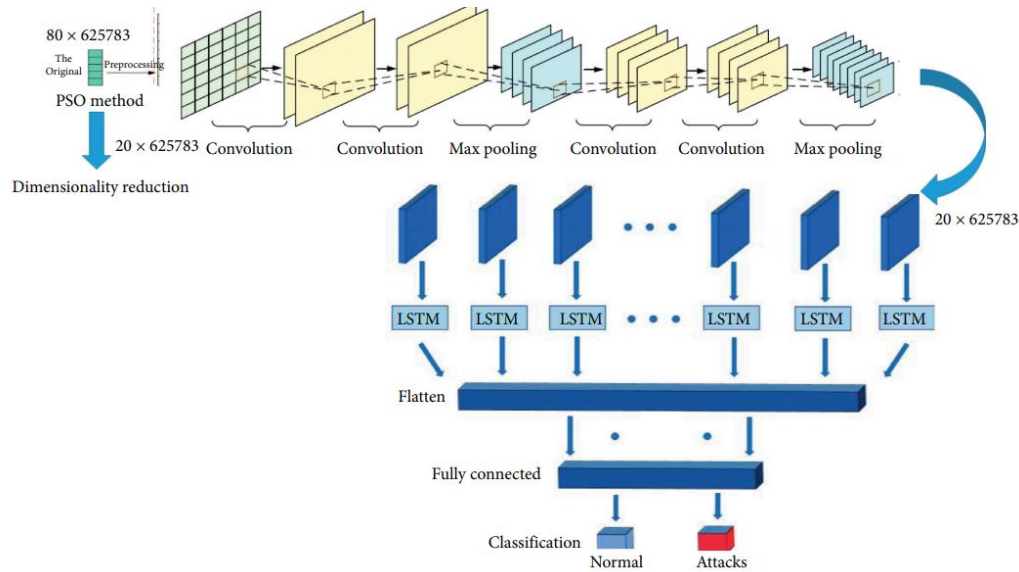 80 × 625783
The
Original
Preprocessing
PSO method
20 × 625783
Dimensionality reduction
Convolution
Convolution
Max pooling
Convolution
Convolution
Max pooling
20 × 625783
LSTM
LSTM
LSTM
LSTM
LSTM
LSTM
Flatten
Fully connected
Classification
Normal
Attacks